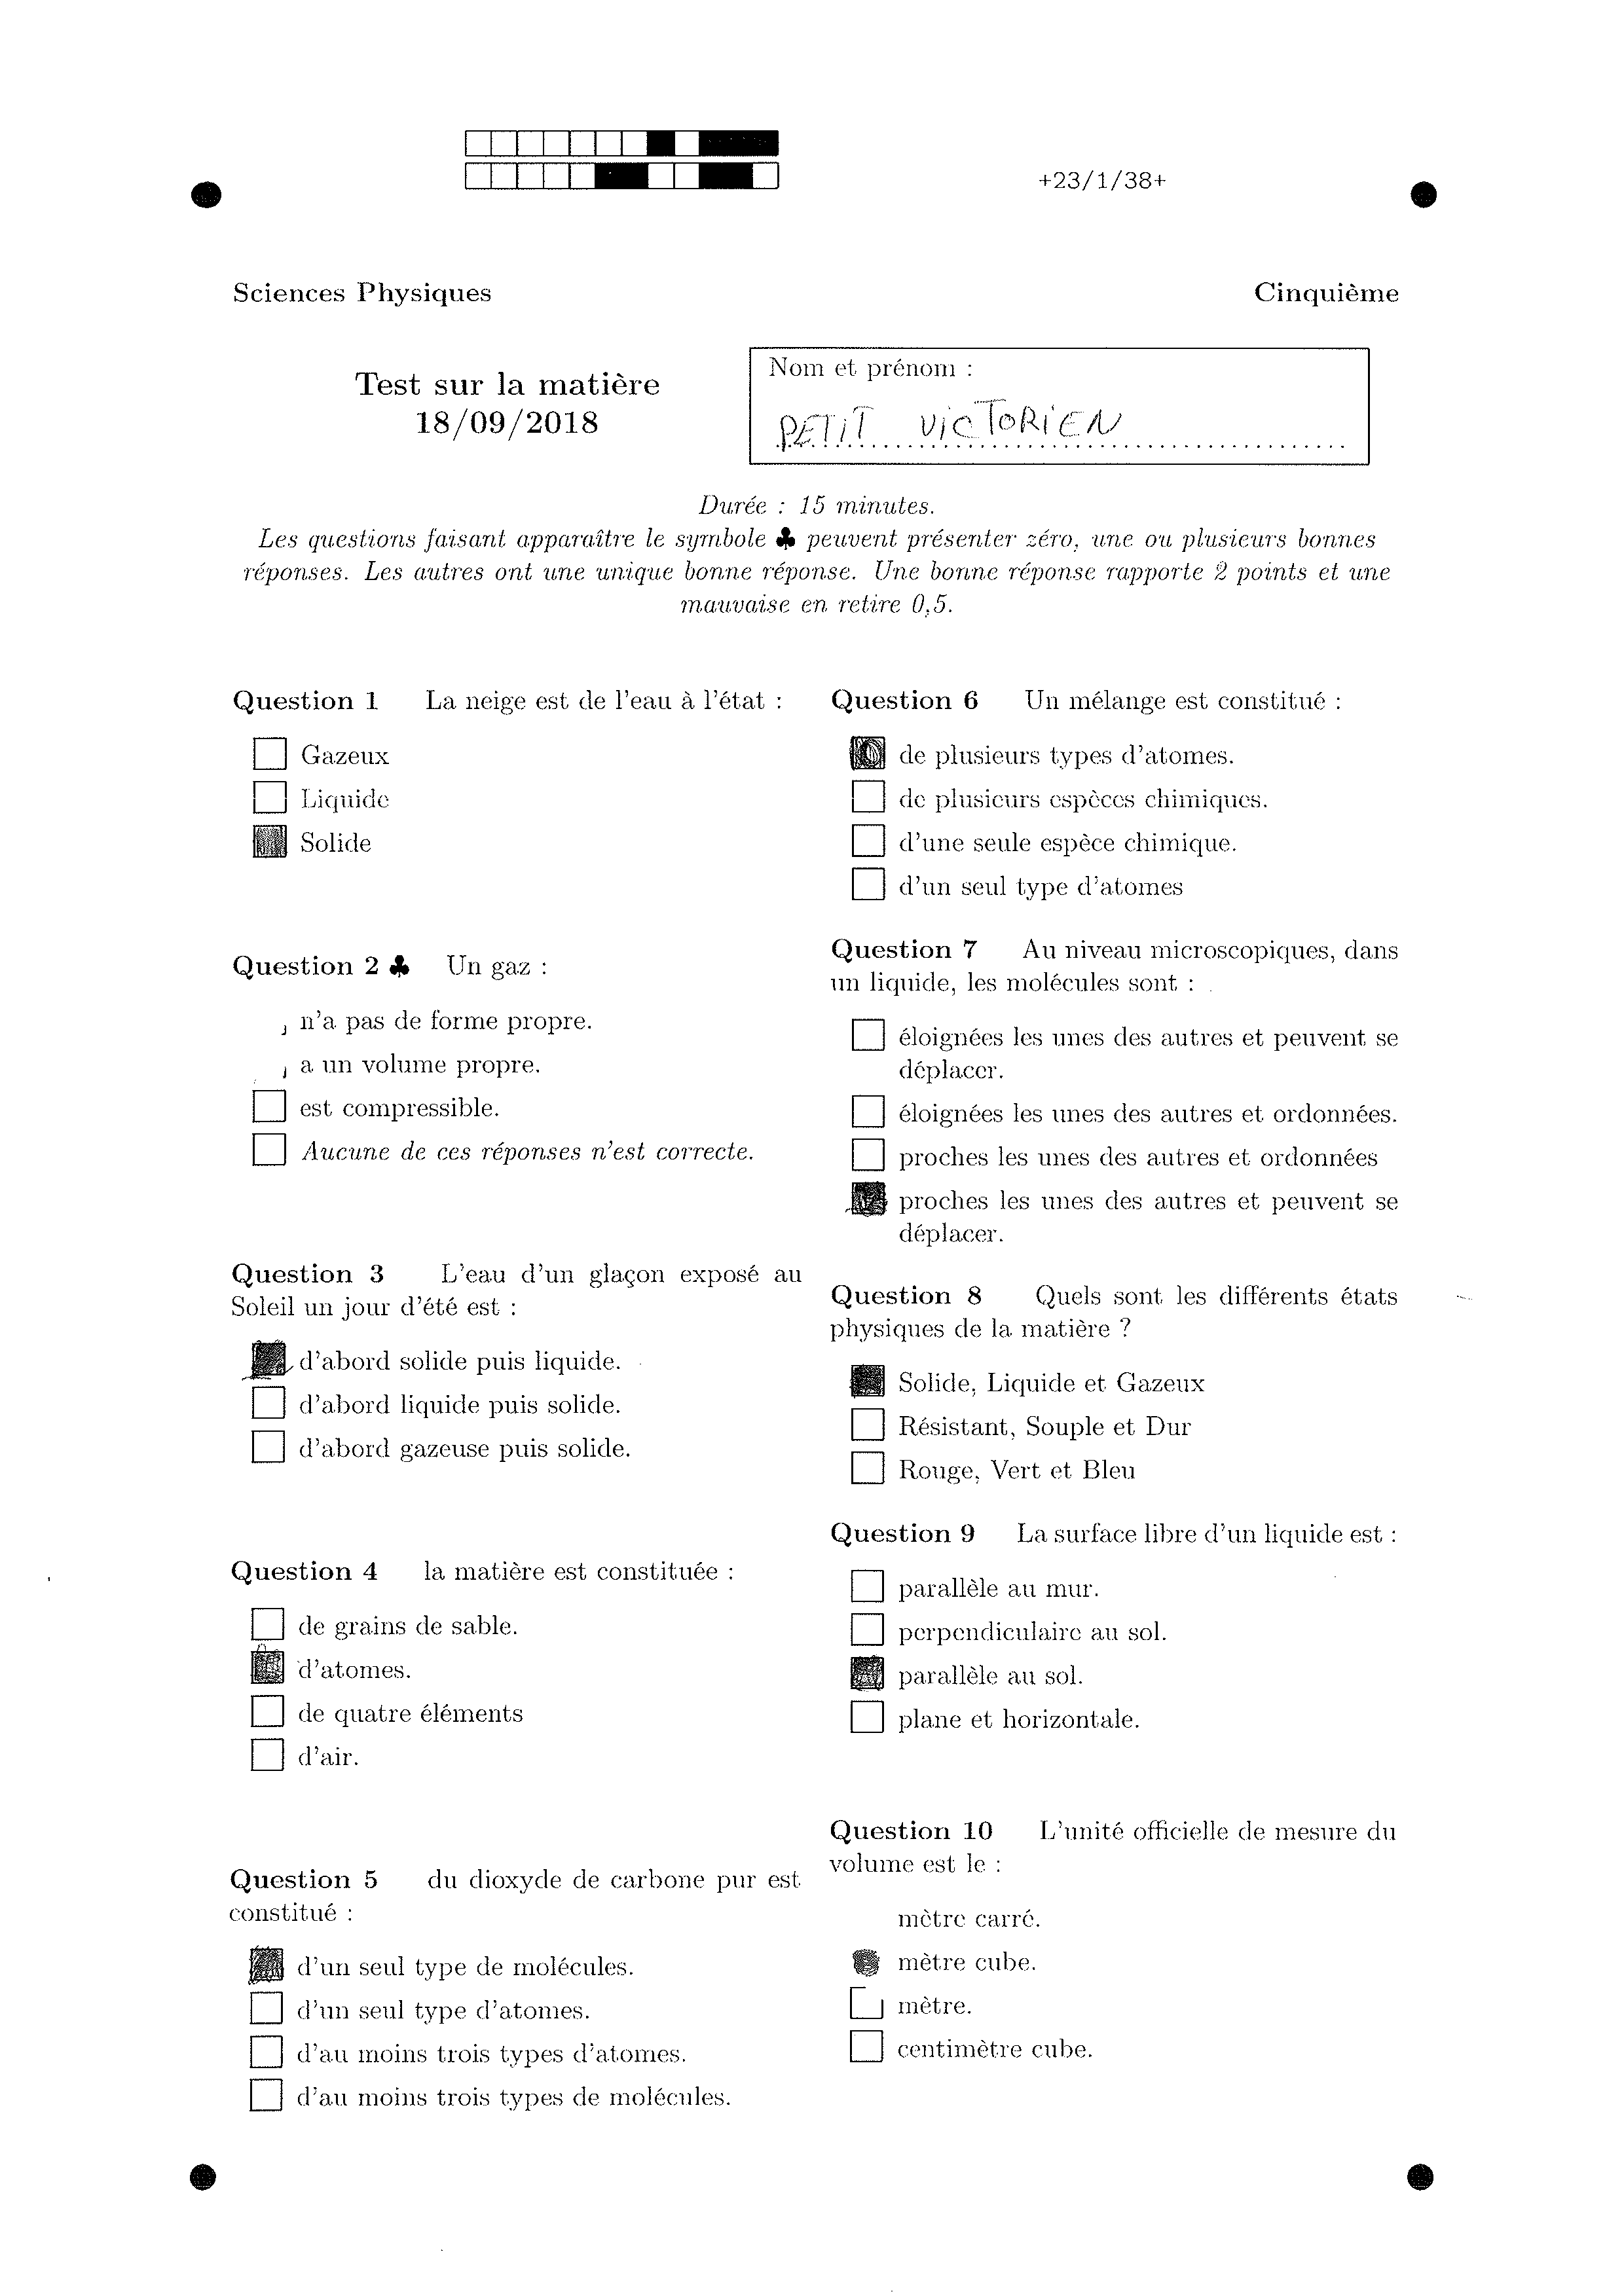 +23/1/38+
Sciences Physiques
Cinquième
Test sur la matière
18/09/2018
Nom et prénom :
PETIT VICTORIEN
Durée : 15 minutes.
Les questions faisant apparaître le symbole ♣ peuvent présenter zéro, une ou plusieurs bonnes
réponses. Les autres ont une unique bonne réponse. Une bonne réponse rapporte 2 points et une
mauvaise en retire 0,5.
Question 1 La neige est de l'eau à l'état :
Gazeux
Liquide
Solide
Question 2 ♣ Un gaz :
n'a pas de forme propre.
a un volume propre.
est compressible.
Aucune de ces réponses n'est correcte.
Question 3 L'eau d'un glaçon exposé au
Soleil un jour d'été est :
d'abord solide puis liquide.
d'abord liquide puis solide.
d'abord gazeuse puis solide.
Question 4 la matière est constituée :
de grains de sable.
d'atomes.
de quatre éléments
d'air.
Question 5 du dioxyde de carbone pur est
constitué :
d'un seul type de molécules.
d'un seul type d'atomes.
d'au moins trois types d'atomes.
d'au moins trois types de molécules.
Question 6 Un mélange est constitué :
de plusieurs types d'atomes.
de plusieurs espèces chimiques.
d'une seule espèce chimique.
d'un seul type d'atomes
Question 7 Au niveau microscopiques, dans
un liquide, les molécules sont :
éloignées les unes des autres et peuvent se
déplacer.
éloignées les unes des autres et ordonnées.
proches les unes des autres et ordonnées
proches les unes des autres et peuvent se
déplacer.
Question 8 Quels sont les différents états
physiques de la matière ?
Solide, Liquide et Gazeux
Résistant, Souple et Dur
Rouge, Vert et Bleu
Question 9 La surface libre d'un liquide est :
parallèle au mur.
perpendiculaire au sol.
parallèle au sol.
plane et horizontale.
Question 10 L'unité officielle de mesure du
volume est le :
mètre carré.
mètre cube.
mètre.
centimètre cube.